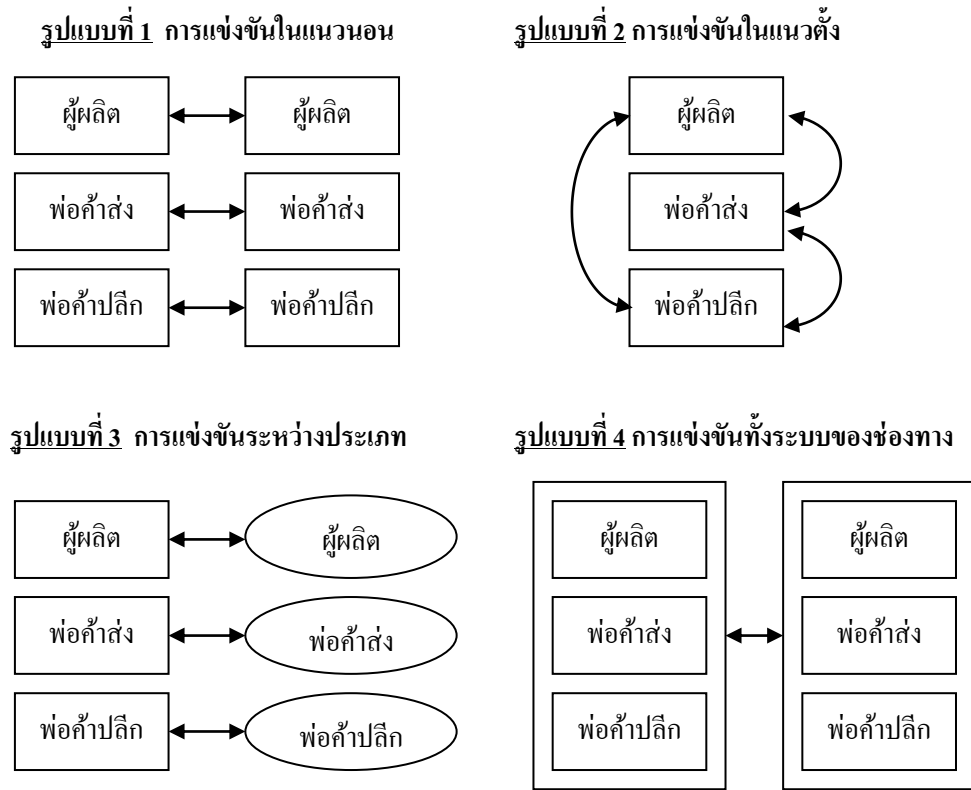 รูปแบบที่ 1 การแข่งขันในแนวนอน
ผู้ผลิต ผู้ผลิต
พ่อค้าส่ง พ่อค้าส่ง
พ่อค้าปลีก พ่อค้าปลีก
รูปแบบที่ 2 การแข่งขันในแนวตั้ง
ผู้ผลิต
พ่อค้าส่ง
พ่อค้าปลีก
รูปแบบที่ 3 การแข่งขันระหว่างประเภท
ผู้ผลิต ผู้ผลิต
พ่อค้าส่ง พ่อค้าส่ง
พ่อค้าปลีก พ่อค้าปลีก
รูปแบบที่ 4 การแข่งขันทั้งระบบของช่องทาง
ผู้ผลิต ผู้ผลิต
พ่อค้าส่ง พ่อค้าส่ง
พ่อค้าปลีก พ่อค้าปลีก